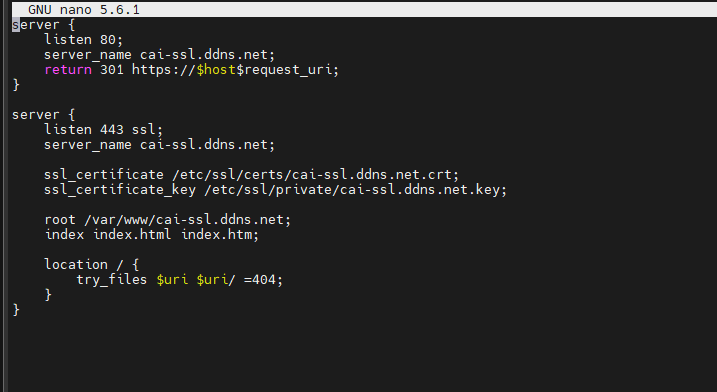 GNU nano 5.6.1
server {
    listen 80;
    server_name cai-ssl.ddns.net;
    return 301 https://$host$request_uri;
}

server {
    listen 443 ssl;
    server_name cai-ssl.ddns.net;

    ssl_certificate /etc/ssl/certs/cai-ssl.ddns.net.crt;
    ssl_certificate_key /etc/ssl/private/cai-ssl.ddns.net.key;

    root /var/www/cai-ssl.ddns.net;
    index index.html index.htm;

    location / {
        try_files $uri $uri/ =404;
    }
}